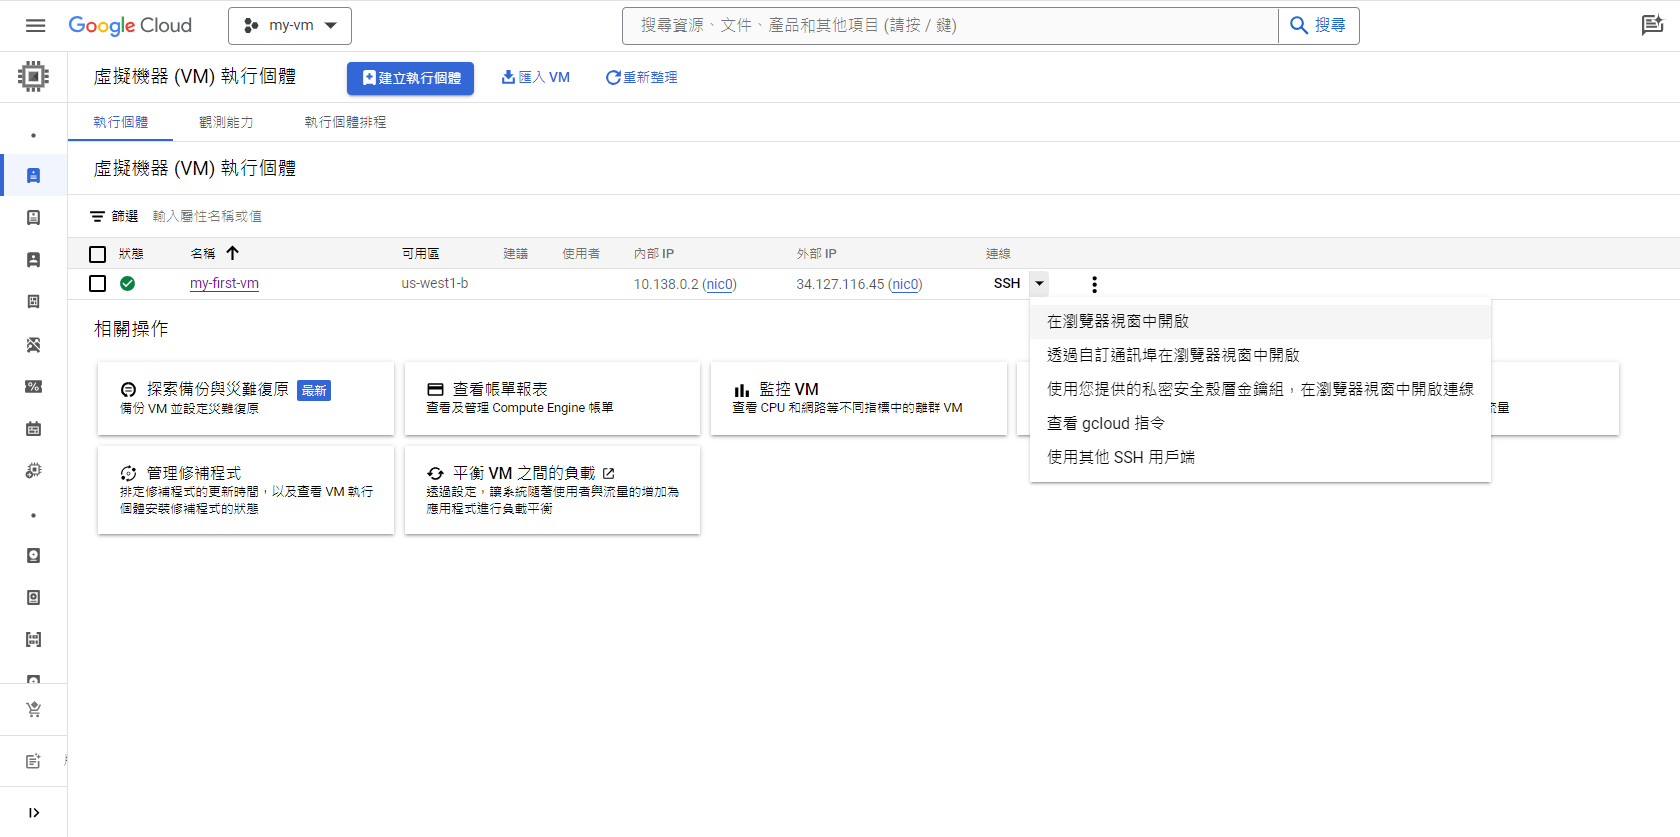 Google Cloud
my-vm
搜尋資源、文件、產品和其他項目 (請按 / 鍵)
搜尋
虛擬機器 (VM) 執行個體
建立執行個體
匯入 VM
重新整理
執行個體
觀測能力
執行個體排程
虛擬機器 (VM) 執行個體
篩選
輸入屬性名稱或值
狀態 名稱 可用區 建議 使用者 內部 IP 外部 IP 連線
my-first-vm us-west1-b 10.138.0.2 (nic0) 34.127.116.45 (nic0) SSH
在瀏覽器視窗中開啟
透過自訂通訊埠在瀏覽器視窗中開啟
使用您提供的私密安全殼層金鑰組，在瀏覽器視窗中開啟連線
查看 gcloud 指令
使用其他 SSH 用戶端
相關操作
探索備份與災難復原 最新
備份 VM 並設定災難復原
查看帳單報表
查看及管理 Compute Engine 帳單
監控 VM
查看 CPU 和網路等不同指標中的離群 VM
流量
管理修補程式
排定修補程式的更新時間，以及查看 VM 執行
個體安裝修補程式的狀態
平衡 VM 之間的負載
透過設定，讓系統隨著使用者與流量的增加為
應用程式進行負載平衡